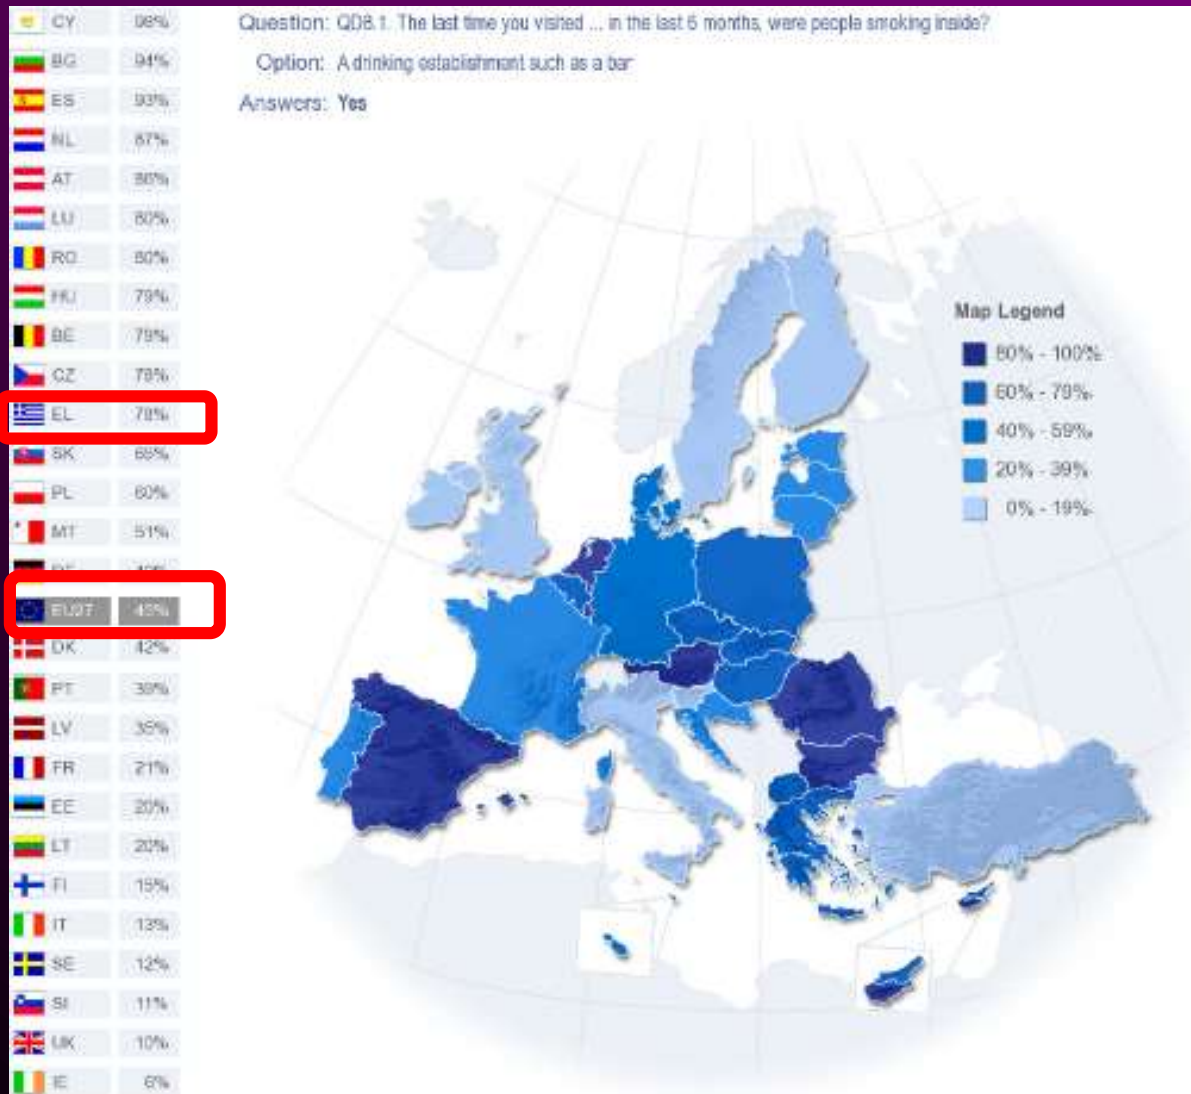 CY 98%
BG 94%
ES 93%
NL 87%
AT 86%
LU 80%
RO 80%
HU 79%
BE 79%
CZ 78%
EL 78%
SK 65%
PL 60%
MT 51%
EU27 45%
DK 42%
PT 38%
LV 35%
FR 21%
EE 20%
LT 20%
FI 15%
IT 13%
SE 12%
SI 11%
UK 10%
IE 6%
Question: QD8.1. The last time you visited ... in the last 6 months, were people smoking inside?
Option: A drinking establishment such as a bar
Answers: Yes
Map Legend
80% - 100%
60% - 79%
40% - 59%
20% - 39%
0% - 19%